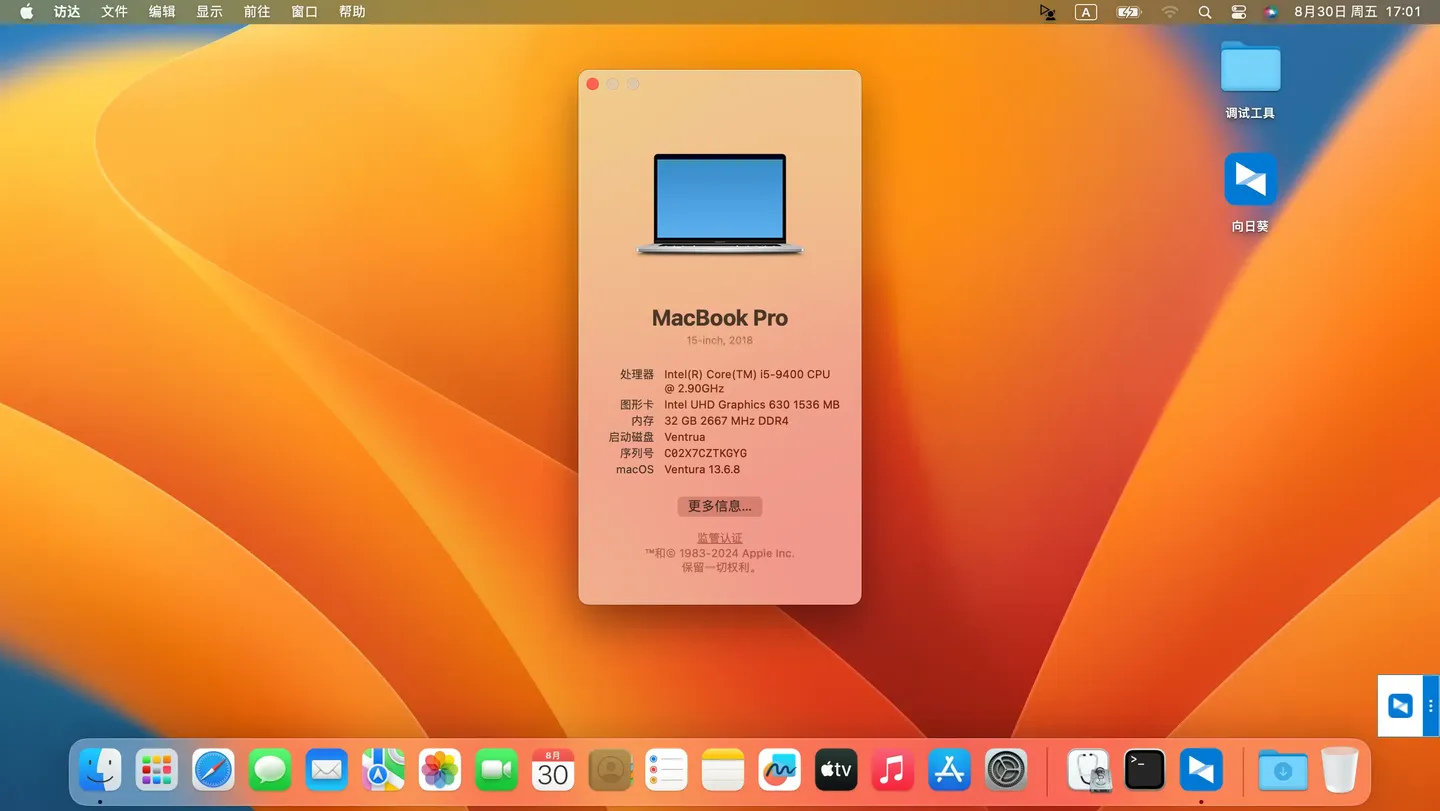 访达 文件 编辑 显示 前往 窗口 帮助 A 8月30日 周五 17:01
调试工具
向日葵
MacBook Pro
15-inch, 2018
处理器 Intel(R) Core(TM) i5-9400 CPU
@ 2.90GHz
图形卡 Intel UHD Graphics 630 1536 MB
内存 32 GB 2667 MHz DDR4
启动磁盘 Ventrua
序列号 C02X7CZTKGYG
macOS Ventura 13.6.8
更多信息...
监管认证
™和© 1983-2024 Apple Inc.
保留一切权利。
8月
30
tv
>_